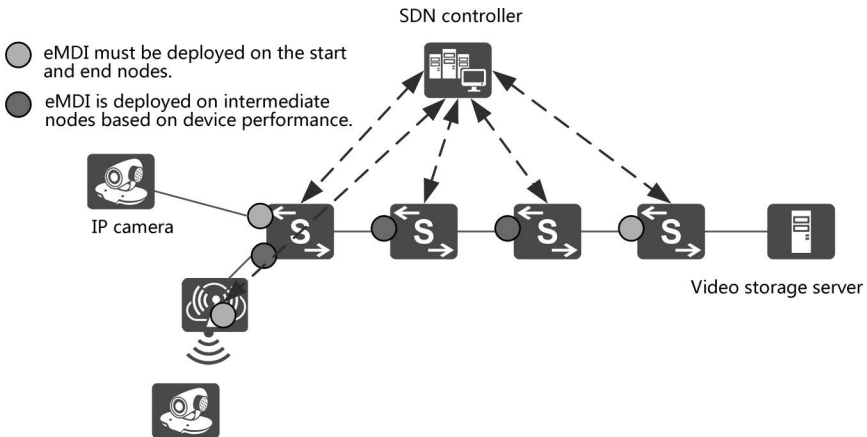 SDN controller
eMDI must be deployed on the start
and end nodes.
eMDI is deployed on intermediate
nodes based on device performance.
IP camera
S
S
S
S
Video storage server